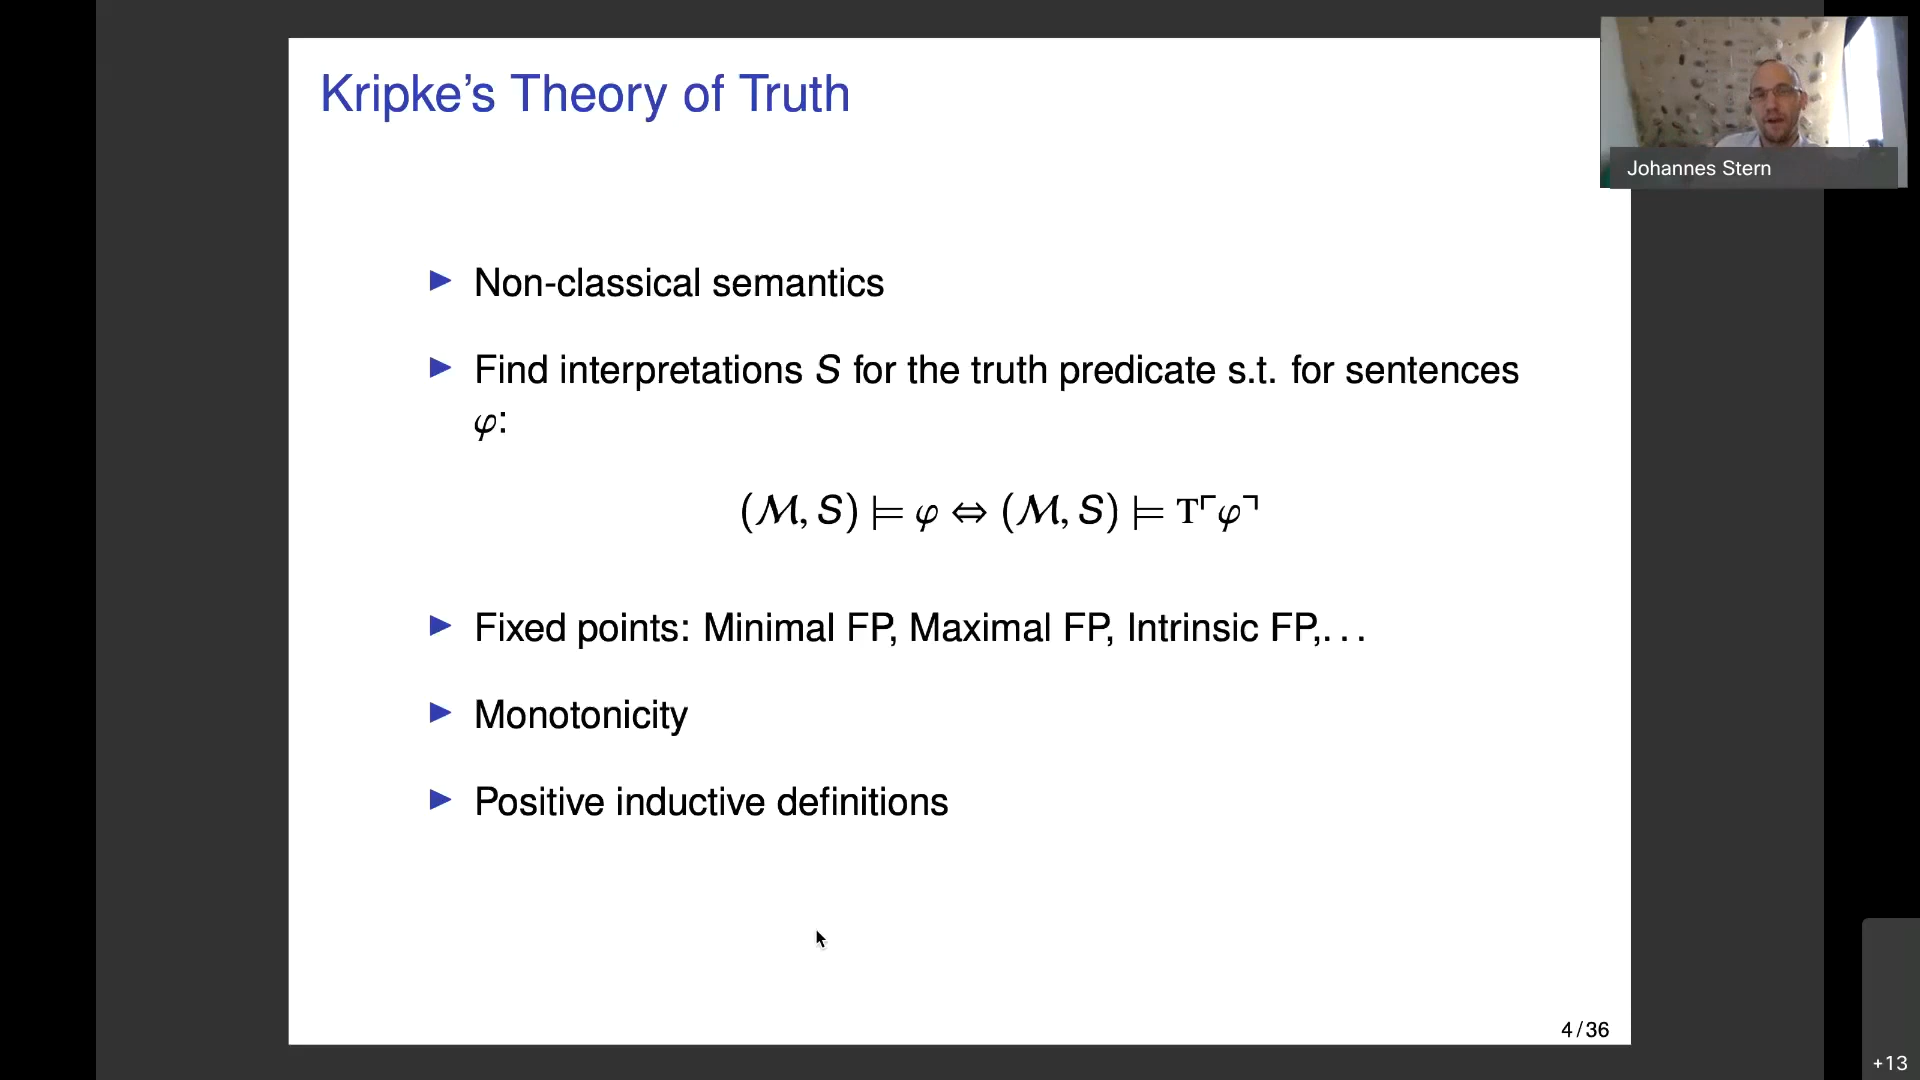 Kripke's Theory of Truth
Johannes Stern
▶ Non-classical semantics
▶ Find interpretations S for the truth predicate s.t. for sentences
φ:
(ℳ, S) ⊨ φ ⇔ (ℳ, S) ⊨ T⌜φ⌝
▶ Fixed points: Minimal FP, Maximal FP, Intrinsic FP,...
▶ Monotonicity
▶ Positive inductive definitions
4/36
+13